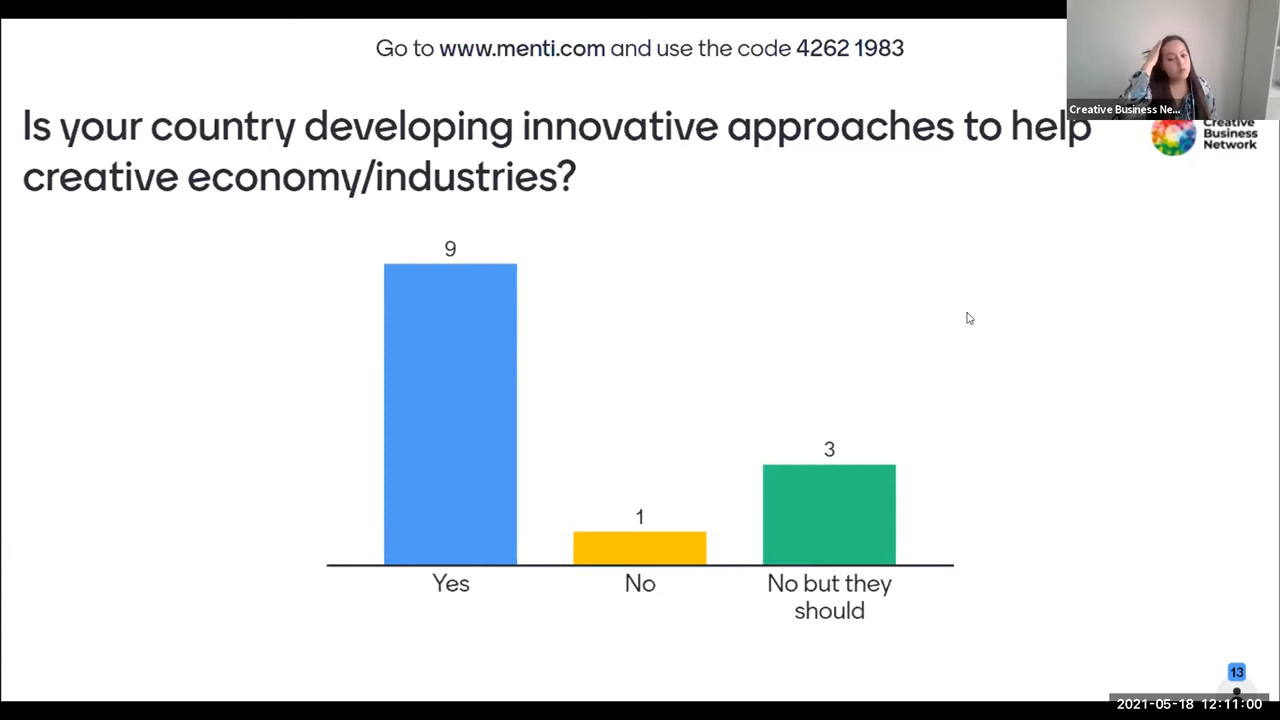 Go to www.menti.com and use the code 4262 1983
Creative Business Ne...
Is your country developing innovative approaches to help
creative economy/industries?
Creative
Business
Network
9
1
3
Yes
No
No but they
should
13
2021-05-18 12:11:00